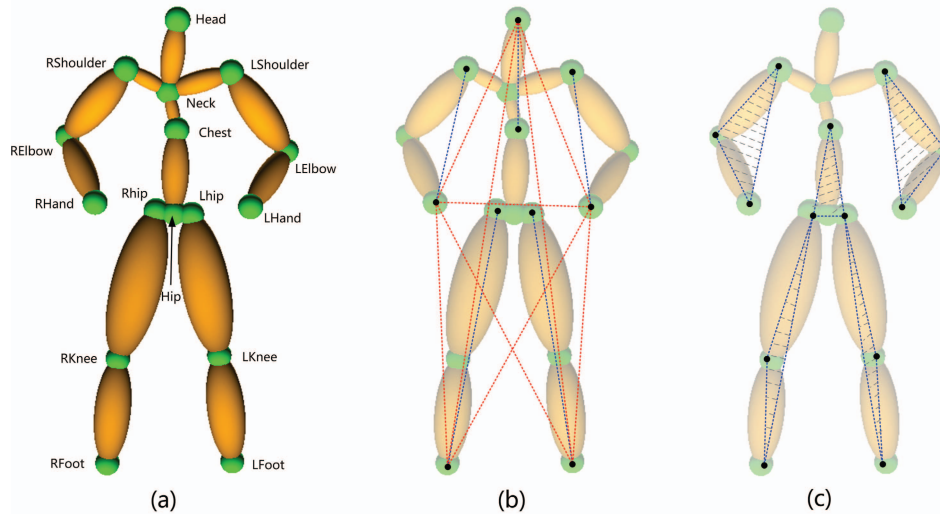 Head
RShoulder
LShoulder
Neck
Chest
RElbow
LElbow
Rhip
Lhip
RHand
LHand
Hip
RKnee
LKnee
RFoot
LFoot
(a)
(b)
(c)